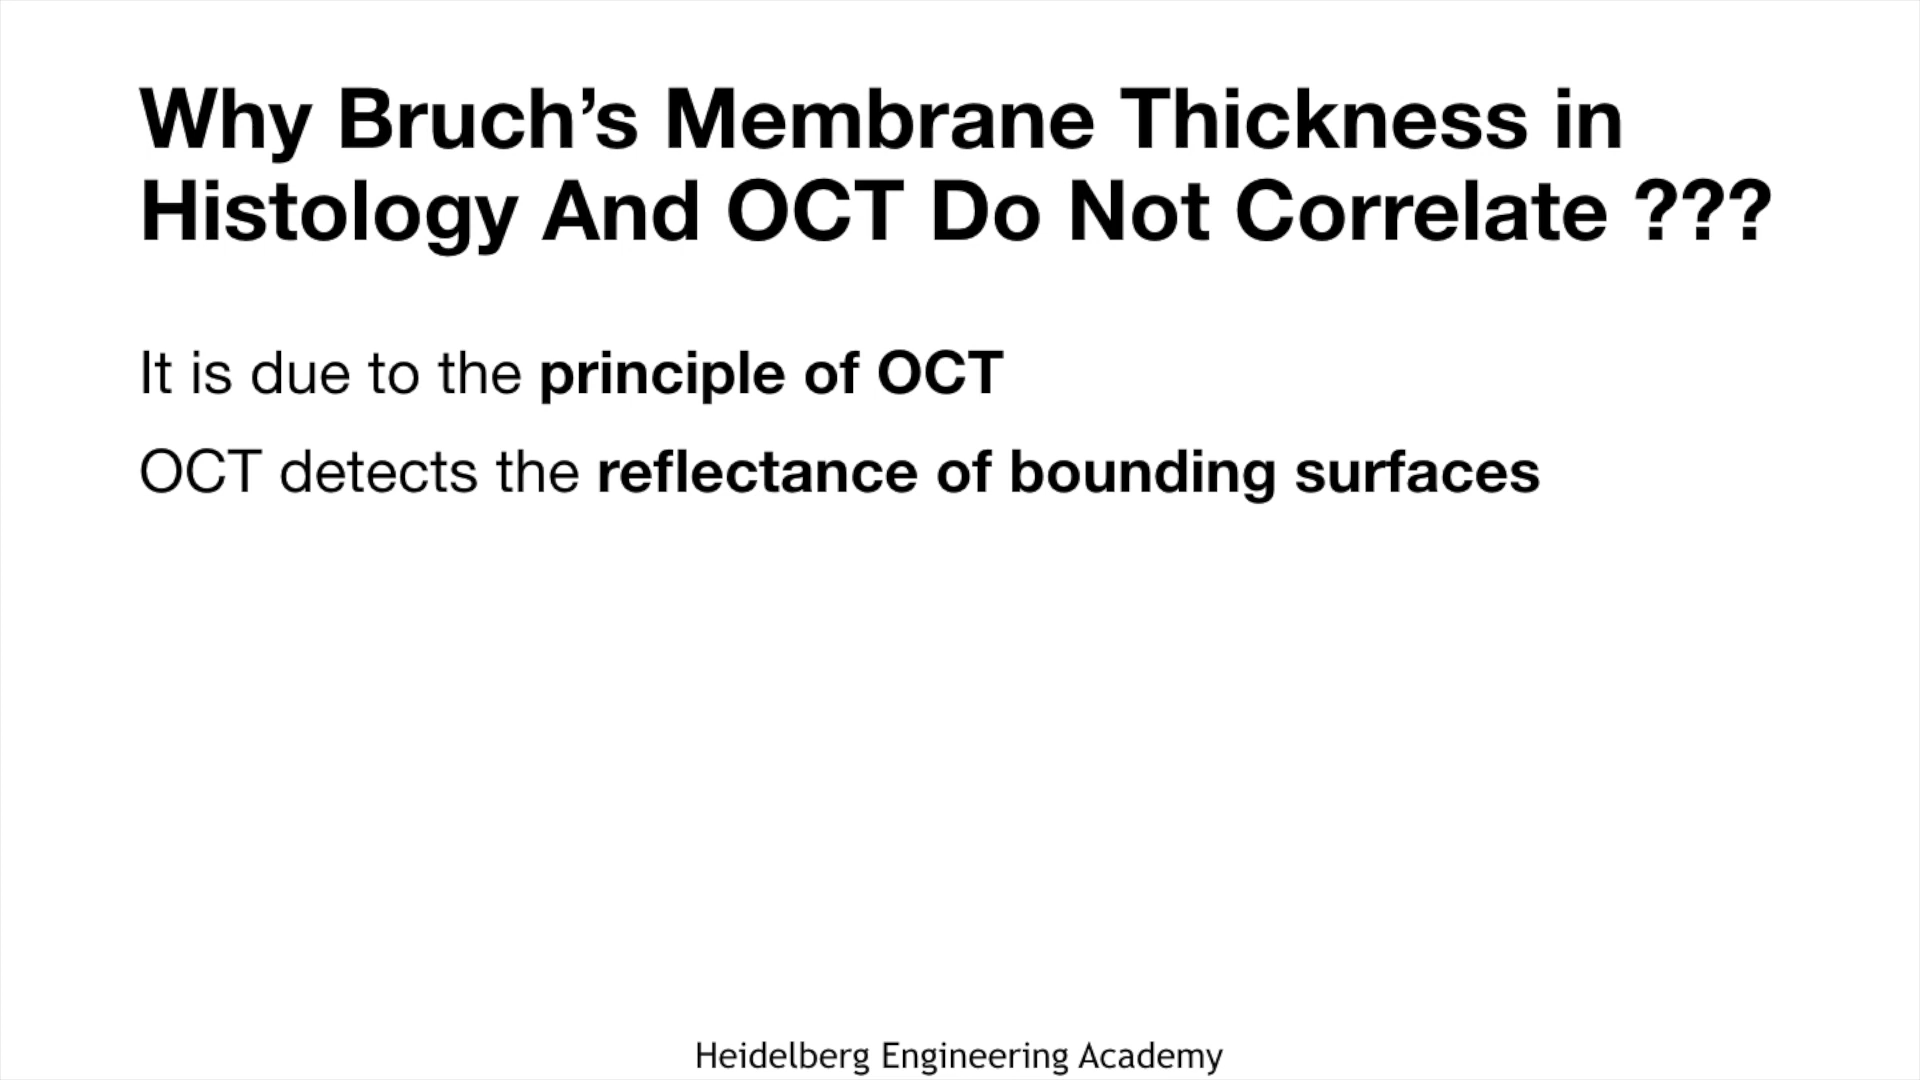 Why Bruch’s Membrane Thickness in
Histology And OCT Do Not Correlate ???
It is due to the principle of OCT
OCT detects the reflectance of bounding surfaces
Heidelberg Engineering Academy